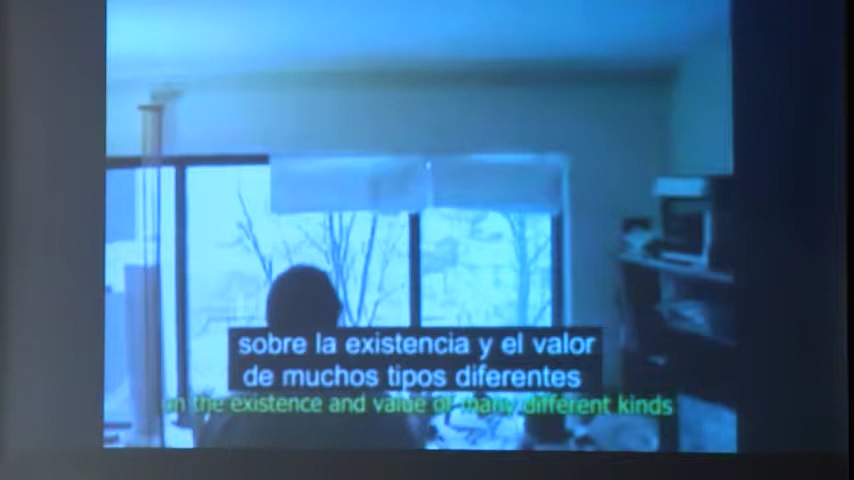 sobre la existencia y el valor
de muchos tipos diferentes
on the existence and value of many different kinds